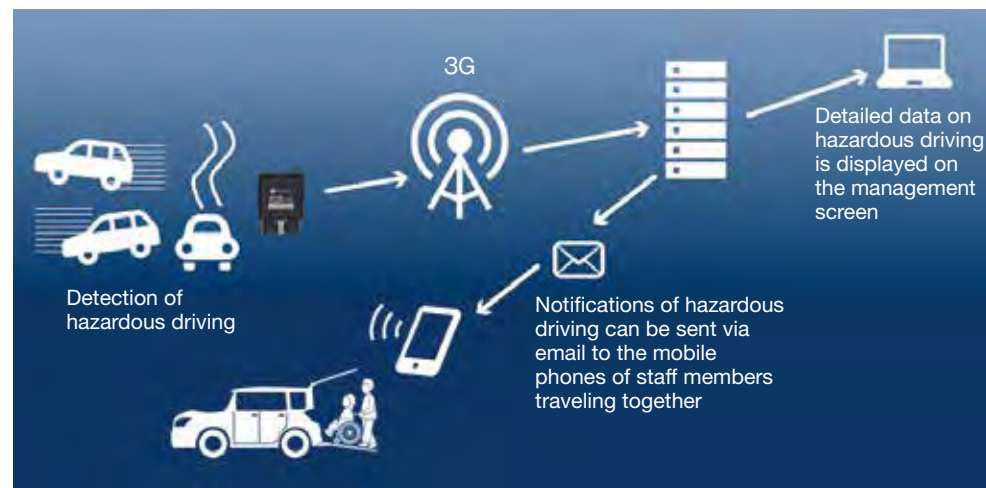 3G
Detailed data on
hazardous driving
is displayed on
the management
screen
Detection of
hazardous driving
Notifications of hazardous
driving can be sent via
email to the mobile
phones of staff members
traveling together